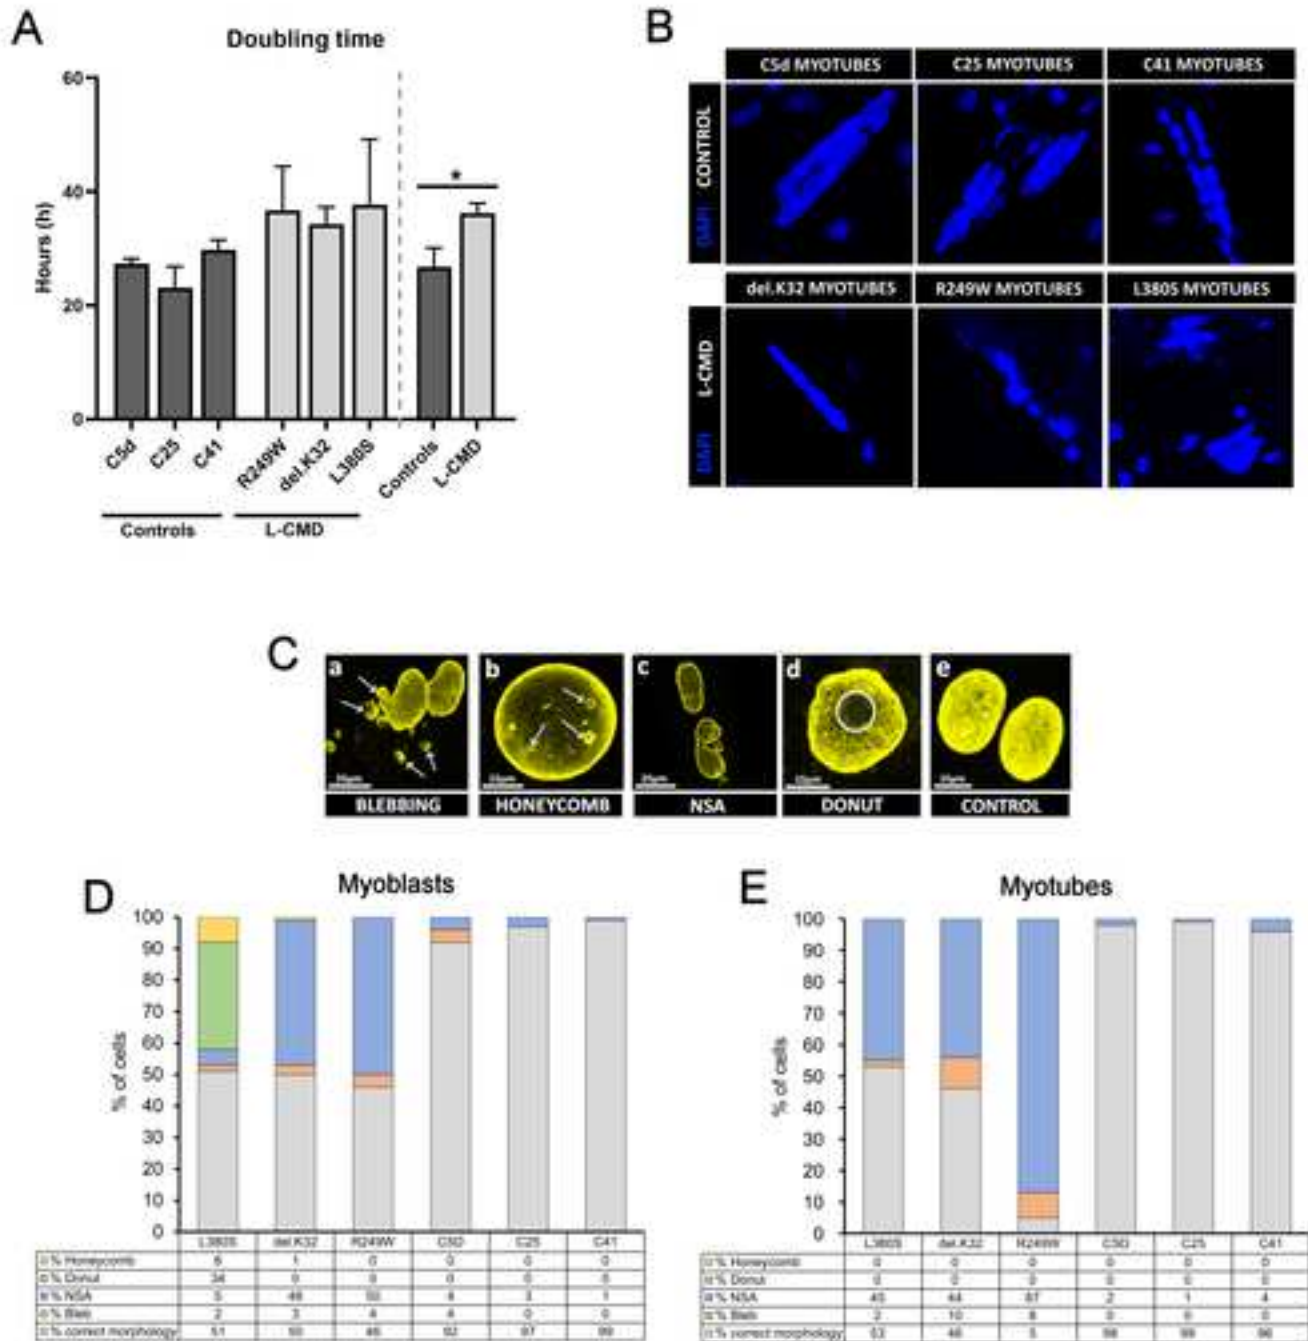 A
Doubling time
60
40
20
0
Hours (h)
*
C5d
C25
C41
R249W
del.K32
L380S
Controls
L-CMD
Controls
L-CMD
B
C5d MYOTUBES
C25 MYOTUBES
C41 MYOTUBES
DAPI CONTROL
del.K32 MYOTUBES
R249W MYOTUBES
L380S MYOTUBES
DAPI L-CMD
C
a
b
c
d
e
BLEBBING
HONEYCOMB
NSA
DONUT
CONTROL
D
Myoblasts
% of cells
100
90
80
70
60
50
40
30
20
10
0
L380S del.K32 R249W C5D C25 C41
% Honeycomb 1 0 0 0 0
% Donut 34 0 0 0 0
% NSA 5 3 1
% Bleb 2 3 4 4 0 0
% correct morphology 51 50 46 92 97 99
E
Myotubes
% of cells
100
90
80
70
60
50
40
30
20
10
0
L380S del.K32 R249W C5D C25 C41
% Honeycomb 0 0 0 0 0 0
% Donut 0 0 0 0 0 0
% NSA 45 44 87 2 1 4
% Bleb 2 10 8 0 0 0
% correct morphology 53 46 5 98